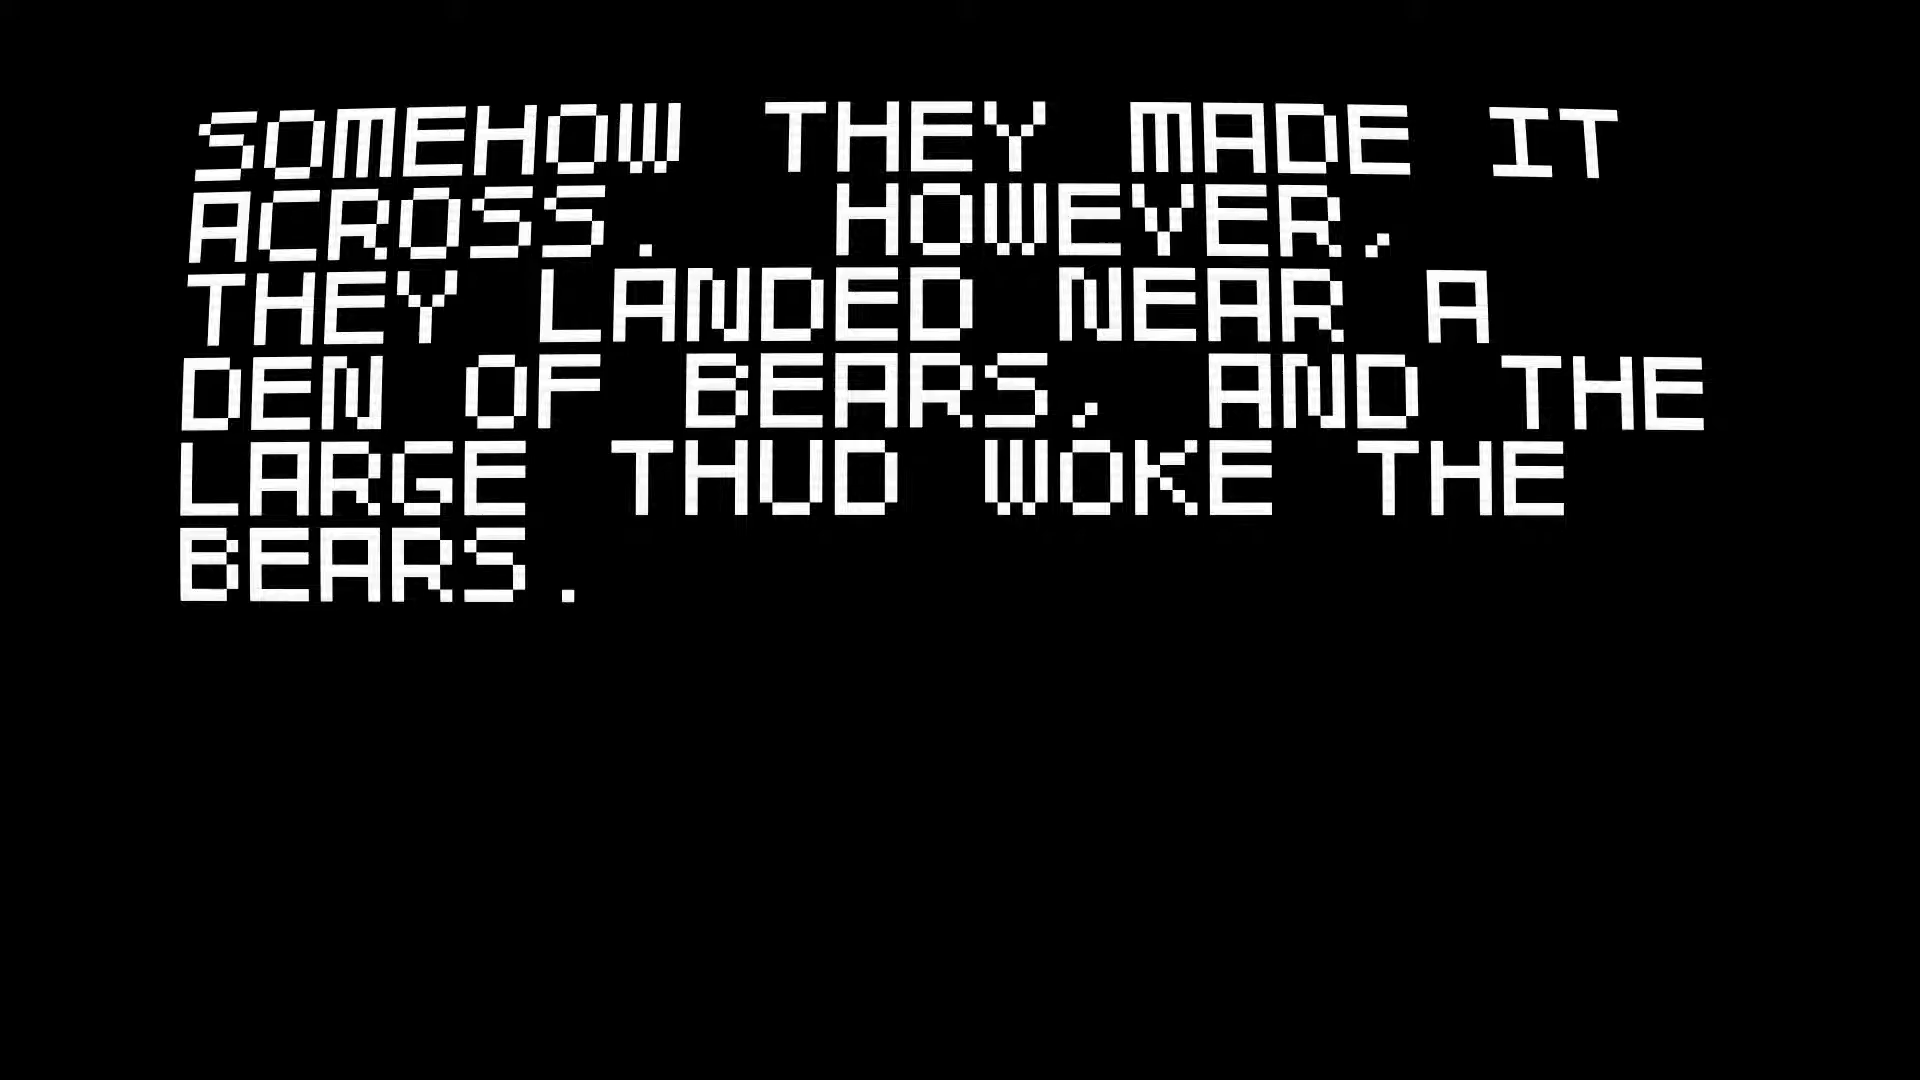 SOMEHOW THEY MADE IT
ACROSS.  HOWEVER,
THEY LANDED NEAR A
DEN OF BEARS, AND THE
LARGE THUD WOKE THE
BEARS.